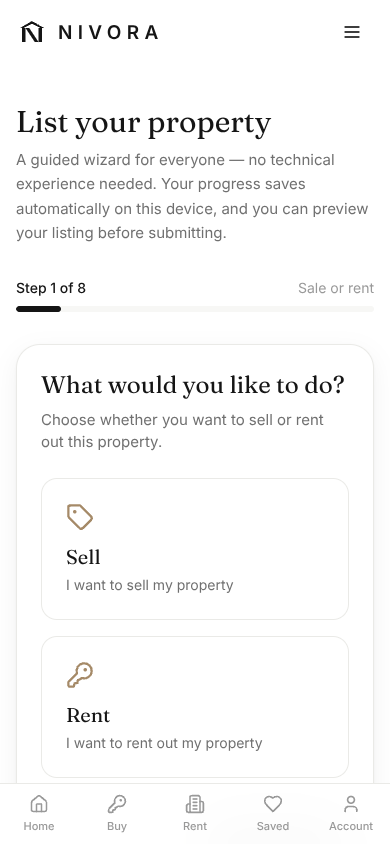 NIVORA
List your property
A guided wizard for everyone — no technical
experience needed. Your progress saves
automatically on this device, and you can preview
your listing before submitting.
Step 1 of 8
Sale or rent
What would you like to do?
Choose whether you want to sell or rent
out this property.
Sell
I want to sell my property
Rent
I want to rent out my property
Home
Buy
Rent
Saved
Account